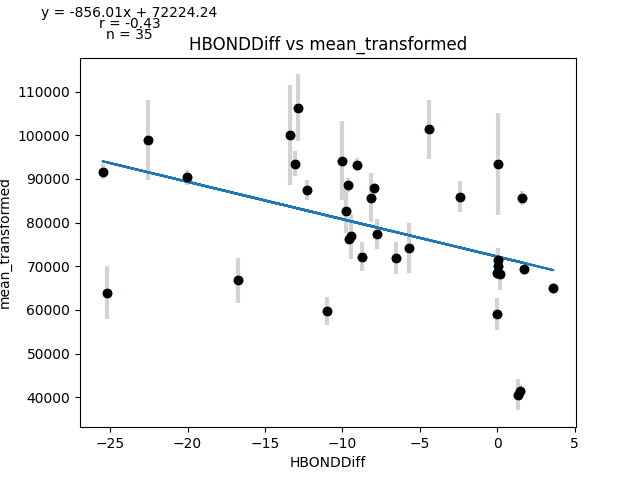 y = -856.01x + 72224.24
r = -0.43
n = 35
HBONDDiff vs mean_transformed
110000
100000
90000
80000
70000
60000
50000
40000
mean_transformed
−25
−20
−15
−10
−5
0
5
HBONDDiff